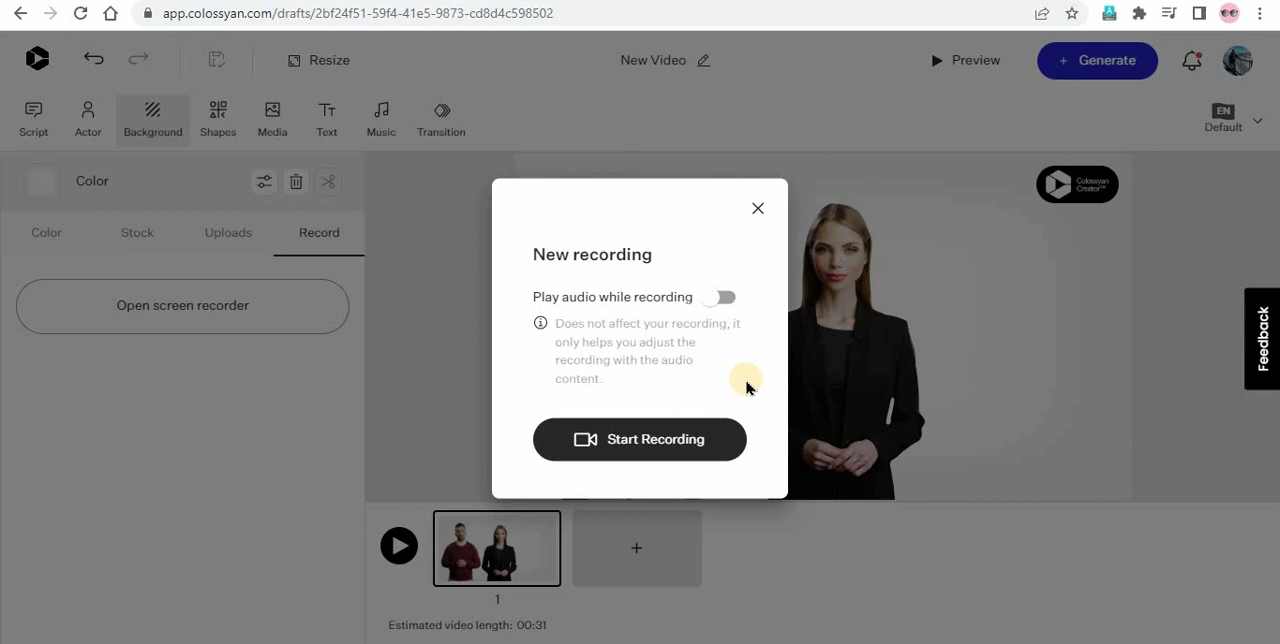 app.colossyan.com/drafts/2bf24f51-59f4-41e5-9873-cd8d4c598502
Resize
New Video
Preview
+ Generate
Script
Actor
Background
Shapes
Media
Text
Music
Transition
EN
Default
Color
Colossyan
Creator™
Color
Stock
Uploads
Record
Open screen recorder
New recording
Play audio while recording
Does not affect your recording, it
only helps you adjust the
recording with the audio
content.
Start Recording
Feedback
+
1
Estimated video length: 00:31